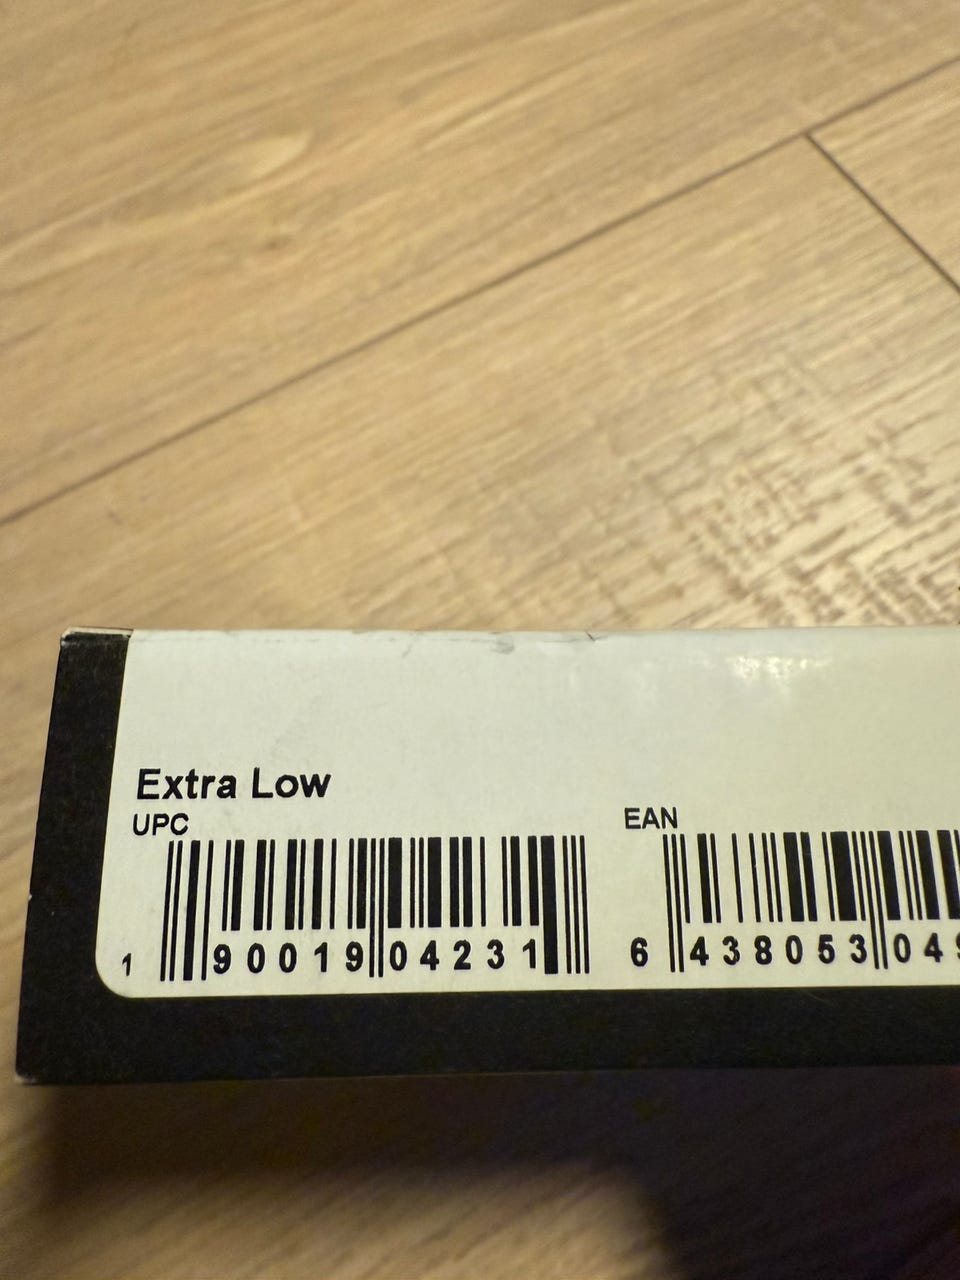 Extra Low
UPC EAN
1 90019 04231 6 438053 04